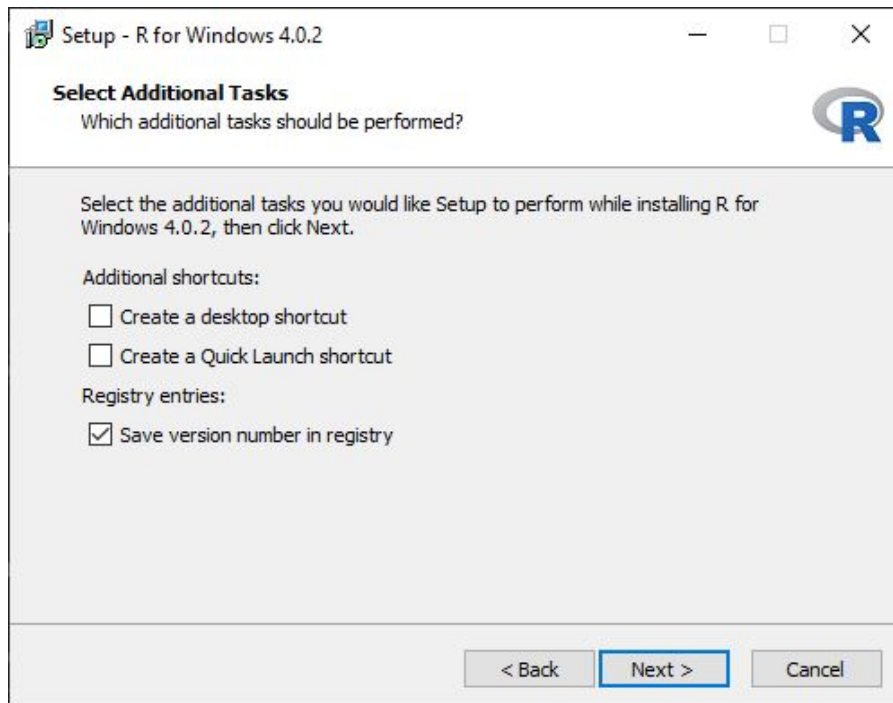 Setup - R for Windows 4.0.2
Select Additional Tasks
Which additional tasks should be performed?
R
Select the additional tasks you would like Setup to perform while installing R for
Windows 4.0.2, then click Next.
Additional shortcuts:
Create a desktop shortcut
Create a Quick Launch shortcut
Registry entries:
Save version number in registry
< Back
Next >
Cancel